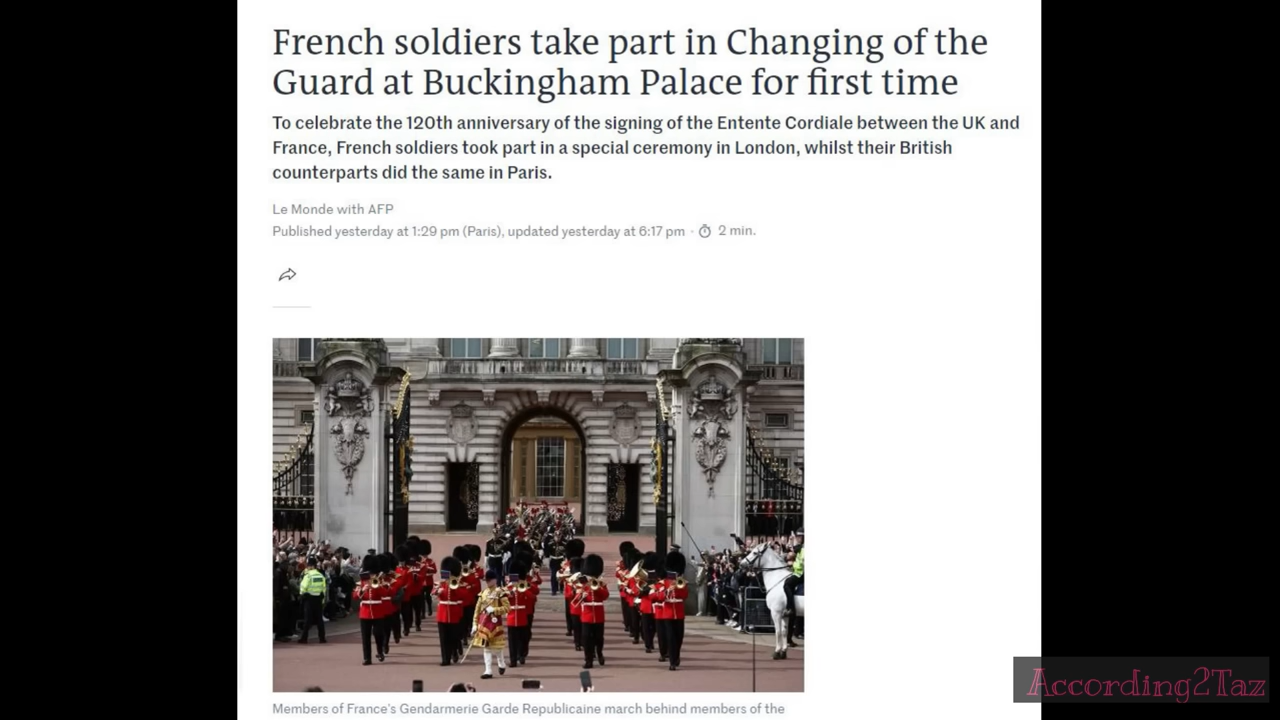 French soldiers take part in Changing of the
Guard at Buckingham Palace for first time
To celebrate the 120th anniversary of the signing of the Entente Cordiale between the UK and
France, French soldiers took part in a special ceremony in London, whilst their British
counterparts did the same in Paris.
Le Monde with AFP
Published yesterday at 1:29 pm (Paris), updated yesterday at 6:17 pm · 2 min.
Members of France's Gendarmerie Garde Republicaine march behind members of the
According2Taz